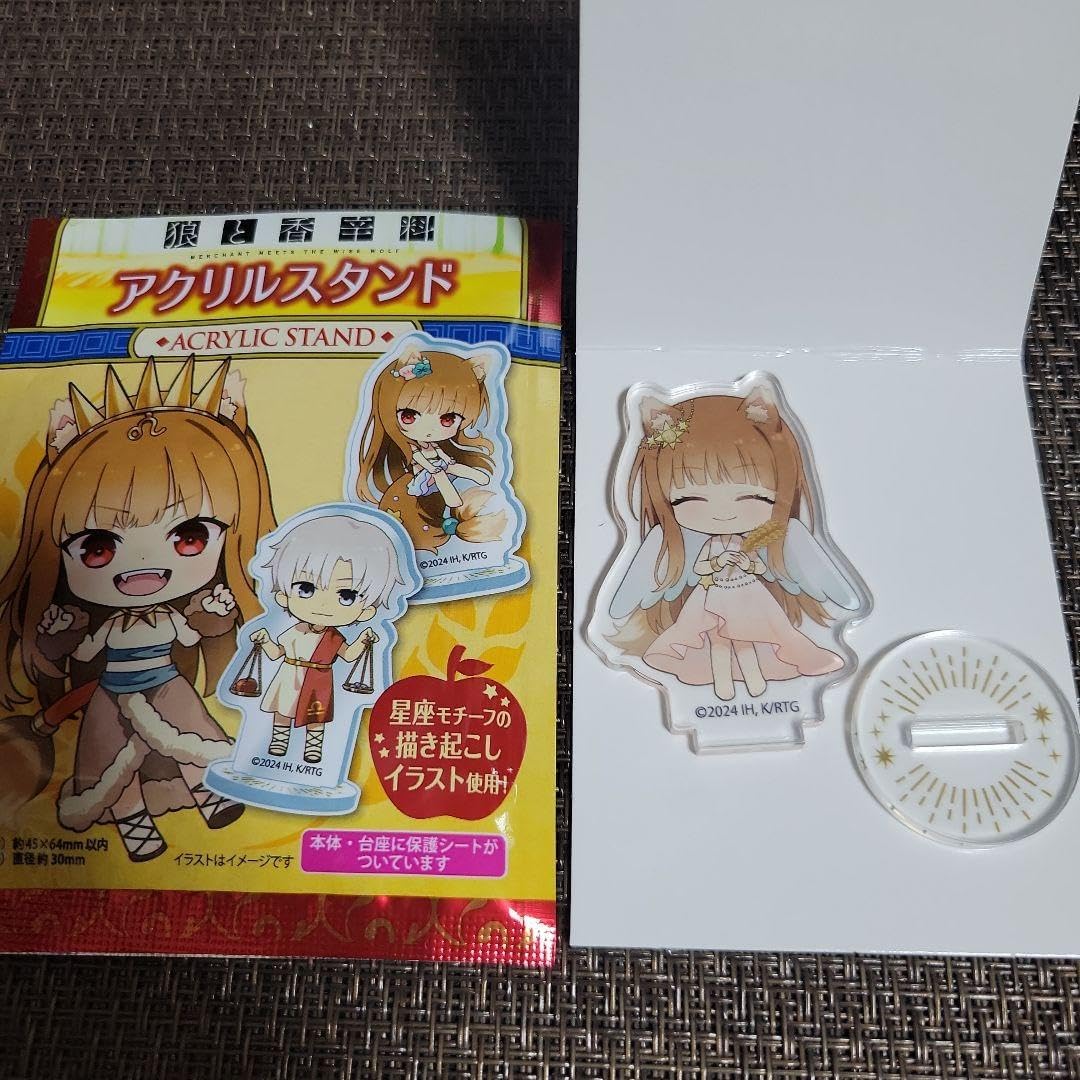 狼と香辛料
MERCHANT MEETS THE WISE WOLF
アクリルスタンド
ACRYLIC STAND
©2024 IH, K/RTG
©2024 IH, K/RTG
星座モチーフの
描き起こし
イラスト使用!
約45×64mm以内
直径約30mm
イラストはイメージです
本体・台座に保護シートが
ついています
©2024 IH, K/RTG